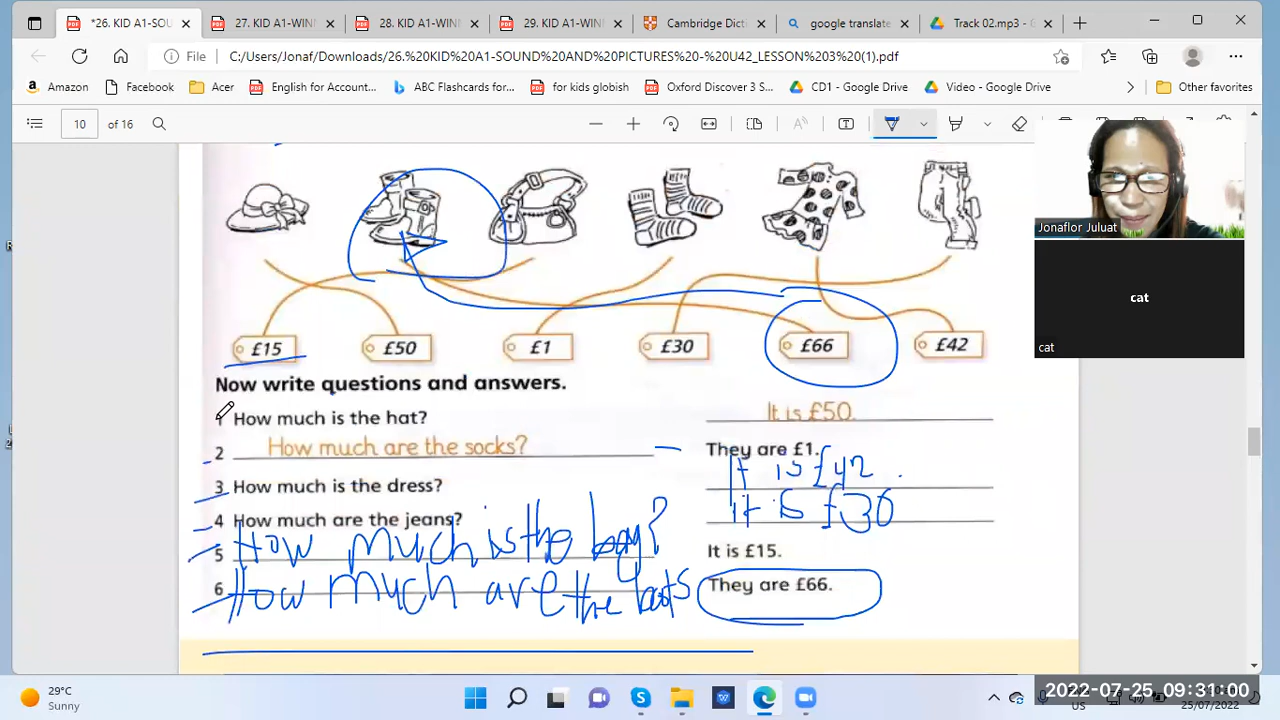 *26. KID A1-SOUND
27. KID A1-WINN
28. KID A1-WINN
29. KID A1-WINN
Cambridge Dict
google translate
Track 02.mp3 - G
File
C:/Users/Jonaf/Downloads/26.%20KID%20A1-SOUND%20AND%20PICTURES%20-%20U42_LESSON%203%20(1).pdf
Amazon
Facebook
Acer
English for Account...
ABC Flashcards for...
for kids globish
Oxford Discover 3 S...
CD1 - Google Drive
Video - Google Drive
Other favorites
10 of 16
Jonaflor Juluat
cat
cat
£15 £50 £1 £30 £66 £42
Now write questions and answers.
1 How much is the hat? It is £50.
2 How much are the socks? They are £1.
3 How much is the dress? It is £42.
4 How much are the jeans? It is £30
5 How much is the bag? It is £15.
6 How much are the boots They are £66.
29°C
Sunny
2022-07-25 09:31:00
US
25/07/2022